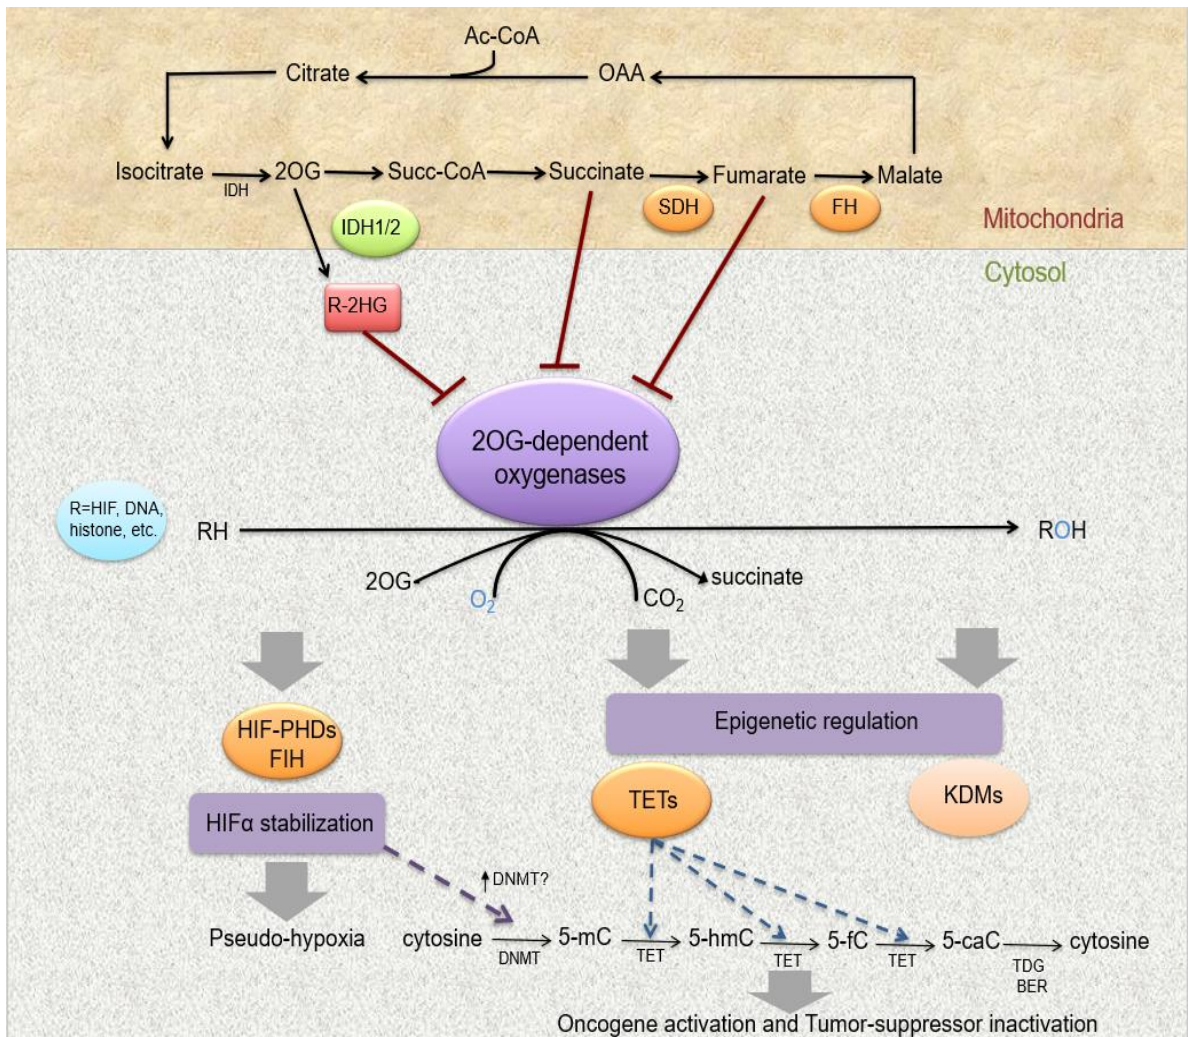 Ac-CoA
Citrate
OAA
Isocitrate
IDH
2OG
Succ-CoA
Succinate
Fumarate
Malate
IDH1/2
SDH
FH
Mitochondria
Cytosol
R-2HG
2OG-dependent
oxygenases
R=HIF, DNA,
histone, etc.
RH
ROH
2OG
O2
CO2
succinate
HIF-PHDs
FIH
Epigenetic regulation
TETs
KDMs
HIFα stabilization
DNMT?
Pseudo-hypoxia
cytosine
DNMT
5-mC
TET
5-hmC
TET
5-fC
TET
5-caC
TDG
BER
cytosine
Oncogene activation and Tumor-suppressor inactivation